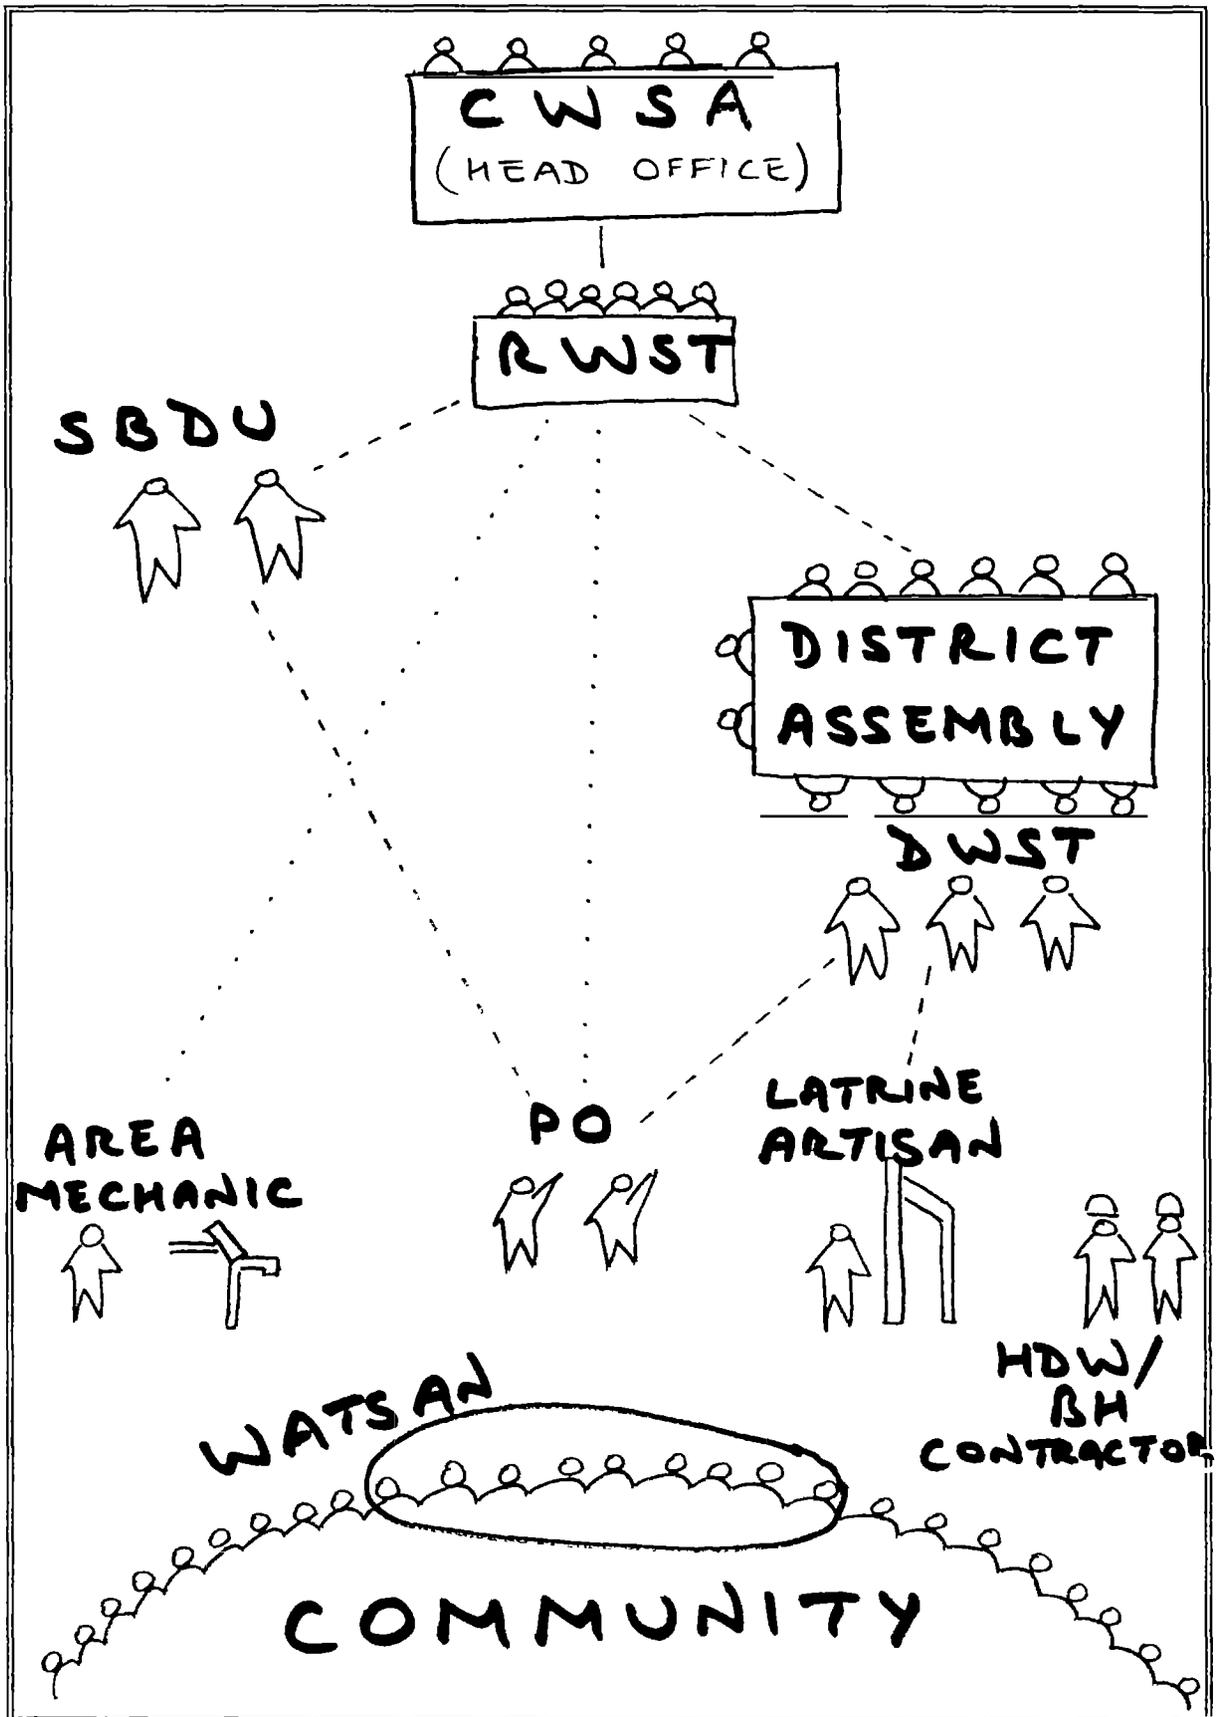 CWSA
(HEAD OFFICE)
RWST
SBDU
DISTRICT
ASSEMBLY
DWST
PO
LATRINE
ARTISAN
AREA
MECHANIC
HDW/
BH
CONTRACTOR
WATSAN
COMMUNITY